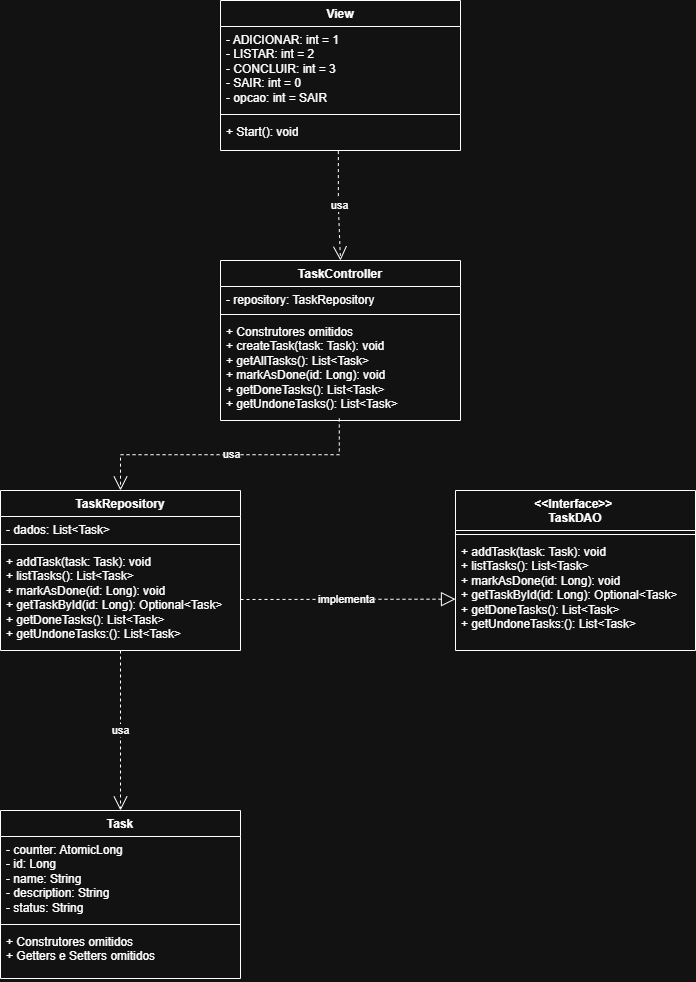 View
- ADICIONAR: int = 1
- LISTAR: int = 2
- CONCLUIR: int = 3
- SAIR: int = 0
- opcao: int = SAIR
+ Start(): void
usa
TaskController
- repository: TaskRepository
+ Construtores omitidos
+ createTask(task: Task): void
+ getAllTasks(): List<Task>
+ markAsDone(id: Long): void
+ getDoneTasks(): List<Task>
+ getUndoneTasks(): List<Task>
usa
TaskRepository
- dados: List<Task>
+ addTask(task: Task): void
+ listTasks(): List<Task>
+ markAsDone(id: Long): void
+ getTaskById(id: Long): Optional<Task>
+ getDoneTasks(): List<Task>
+ getUndoneTasks:(): List<Task>
implementa
<<Interface>>
TaskDAO
+ addTask(task: Task): void
+ listTasks(): List<Task>
+ markAsDone(id: Long): void
+ getTaskById(id: Long): Optional<Task>
+ getDoneTasks(): List<Task>
+ getUndoneTasks:(): List<Task>
usa
Task
- counter: AtomicLong
- id: Long
- name: String
- description: String
- status: String
+ Construtores omitidos
+ Getters e Setters omitidos